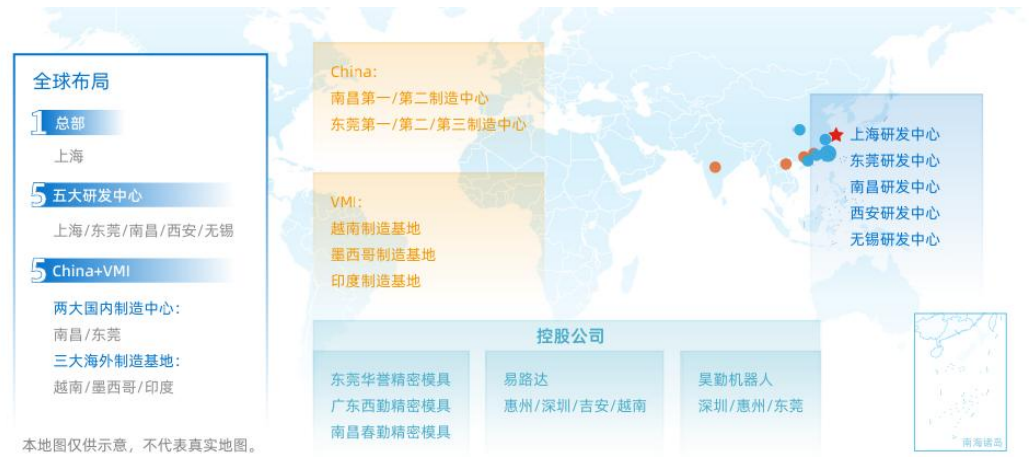 全球布局
1 总部
上海
5 五大研发中心
上海/东莞/南昌/西安/无锡
5 China+VMI
两大国内制造中心：
南昌/东莞
三大海外制造基地：
越南/墨西哥/印度
本地图仅供示意，不代表真实地图。
China:
南昌第一/第二制造中心
东莞第一/第二/第三制造中心
VMI:
越南制造基地
墨西哥制造基地
印度制造基地
上海研发中心
东莞研发中心
南昌研发中心
西安研发中心
无锡研发中心
控股公司
东莞华誉精密模具
广东西勤精密模具
南昌春勤精密模具
易路达
惠州/深圳/吉安/越南
昊勤机器人
深圳/惠州/东莞
南海诸岛